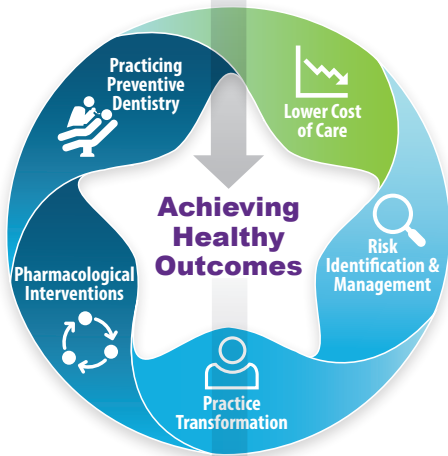 Practicing
Preventive
Dentistry
Lower Cost
of Care
Achieving
Healthy
Outcomes
Risk
Identification &
Management
Pharmacological
Interventions
Practice
Transformation